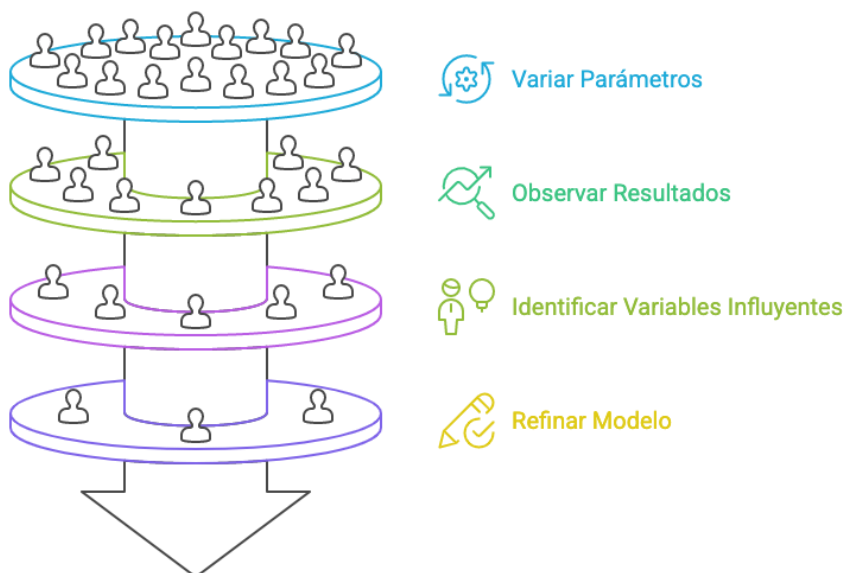 Variar Parámetros
Observar Resultados
Identificar Variables Influyentes
Refinar Modelo